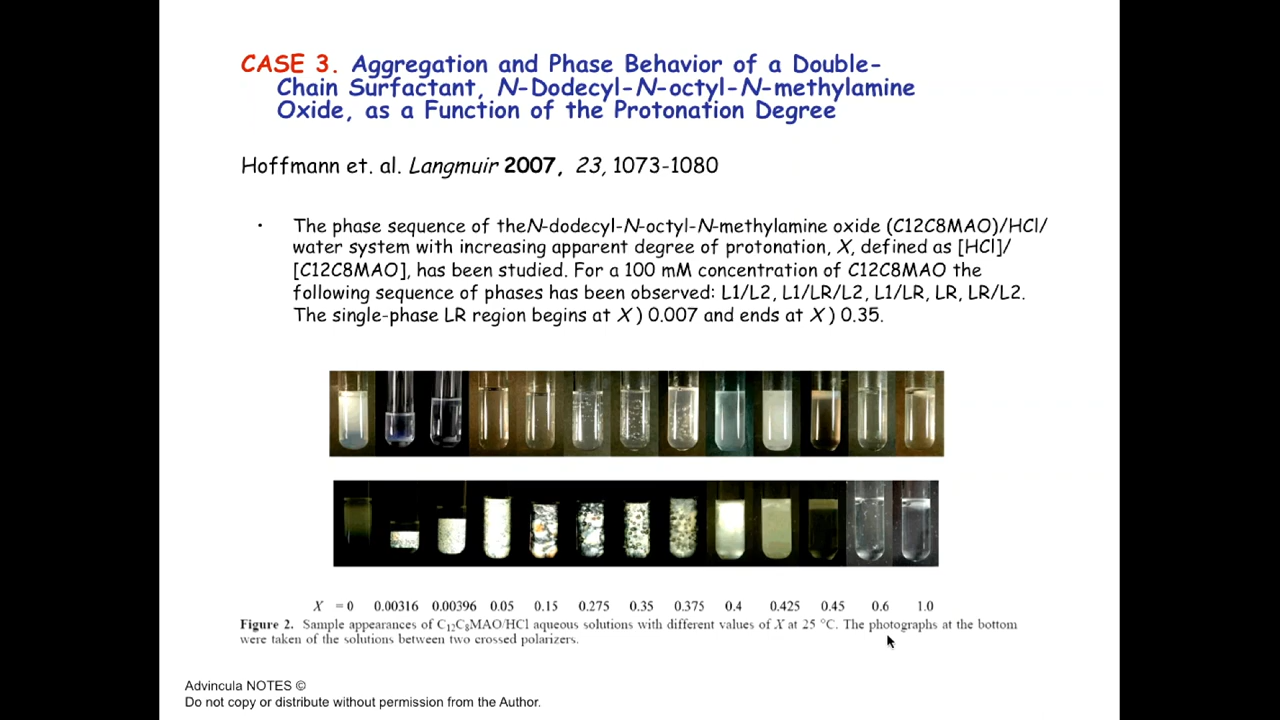 CASE 3. Aggregation and Phase Behavior of a Double-
Chain Surfactant, N-Dodecyl-N-octyl-N-methylamine
Oxide, as a Function of the Protonation Degree
Hoffmann et. al. Langmuir 2007, 23, 1073-1080
• The phase sequence of theN-dodecyl-N-octyl-N-methylamine oxide (C12C8MAO)/HCl/
water system with increasing apparent degree of protonation, X, defined as [HCl]/
[C12C8MAO], has been studied. For a 100 mM concentration of C12C8MAO the
following sequence of phases has been observed: L1/L2, L1/LR/L2, L1/LR, LR, LR/L2.
The single-phase LR region begins at X ) 0.007 and ends at X ) 0.35.
X = 0 0.00316 0.00396 0.05 0.15 0.275 0.35 0.375 0.4 0.425 0.45 0.6 1.0
Figure 2. Sample appearances of C₁₂C₈MAO/HCl aqueous solutions with different values of X at 25 °C. The photographs at the bottom
were taken of the solutions between two crossed polarizers.
Advincula NOTES ©
Do not copy or distribute without permission from the Author.